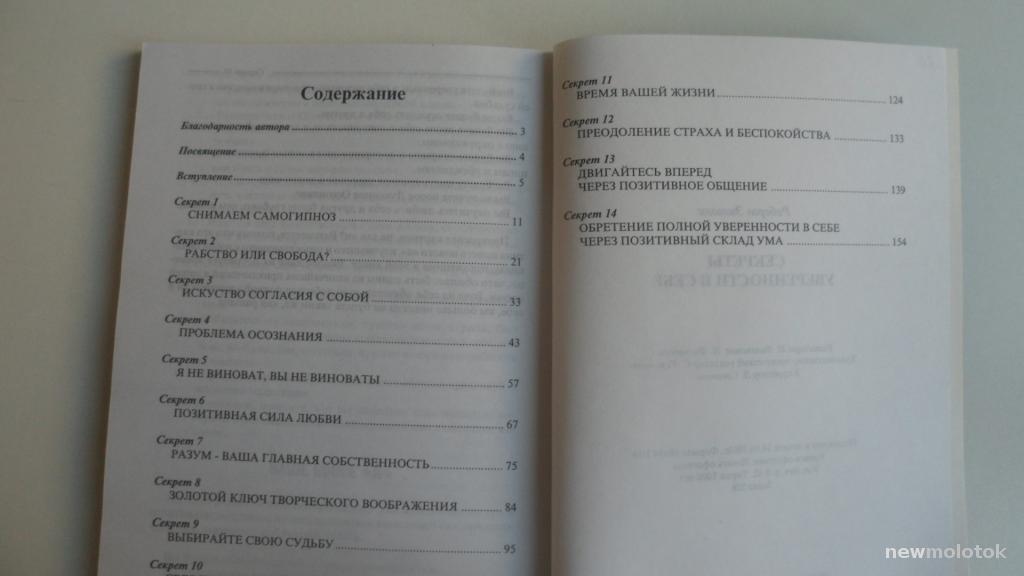 Содержание
Благодарность автора 3
Посвящение 4
Вступление 5
Секрет 1
СНИМАЕМ САМОГИПНОЗ 11
Секрет 2
РАБСТВО ИЛИ СВОБОДА? 21
Секрет 3
ИСКУСТВО СОГЛАСИЯ С СОБОЙ 33
Секрет 4
ПРОБЛЕМА ОСОЗНАНИЯ 43
Секрет 5
Я НЕ ВИНОВАТ, ВЫ НЕ ВИНОВАТЫ 57
Секрет 6
ПОЗИТИВНАЯ СИЛА ЛЮБВИ 67
Секрет 7
РАЗУМ - ВАША ГЛАВНАЯ СОБСТВЕННОСТЬ 75
Секрет 8
ЗОЛОТОЙ КЛЮЧ ТВОРЧЕСКОГО ВООБРАЖЕНИЯ 84
Секрет 9
ВЫБИРАЙТЕ СВОЮ СУДЬБУ 95
Секрет 10
Секрет 11
ВРЕМЯ ВАШЕЙ ЖИЗНИ 124
Секрет 12
ПРЕОДОЛЕНИЕ СТРАХА И БЕСПОКОЙСТВА 133
Секрет 13
ДВИГАЙТЕСЬ ВПЕРЕД
ЧЕРЕЗ ПОЗИТИВНОЕ ОБЩЕНИЕ 139
Секрет 14
ОБРЕТЕНИЕ ПОЛНОЙ УВЕРЕННОСТИ В СЕБЕ
ЧЕРЕЗ ПОЗИТИВНЫЙ СКЛАД УМА 154
newmolotok